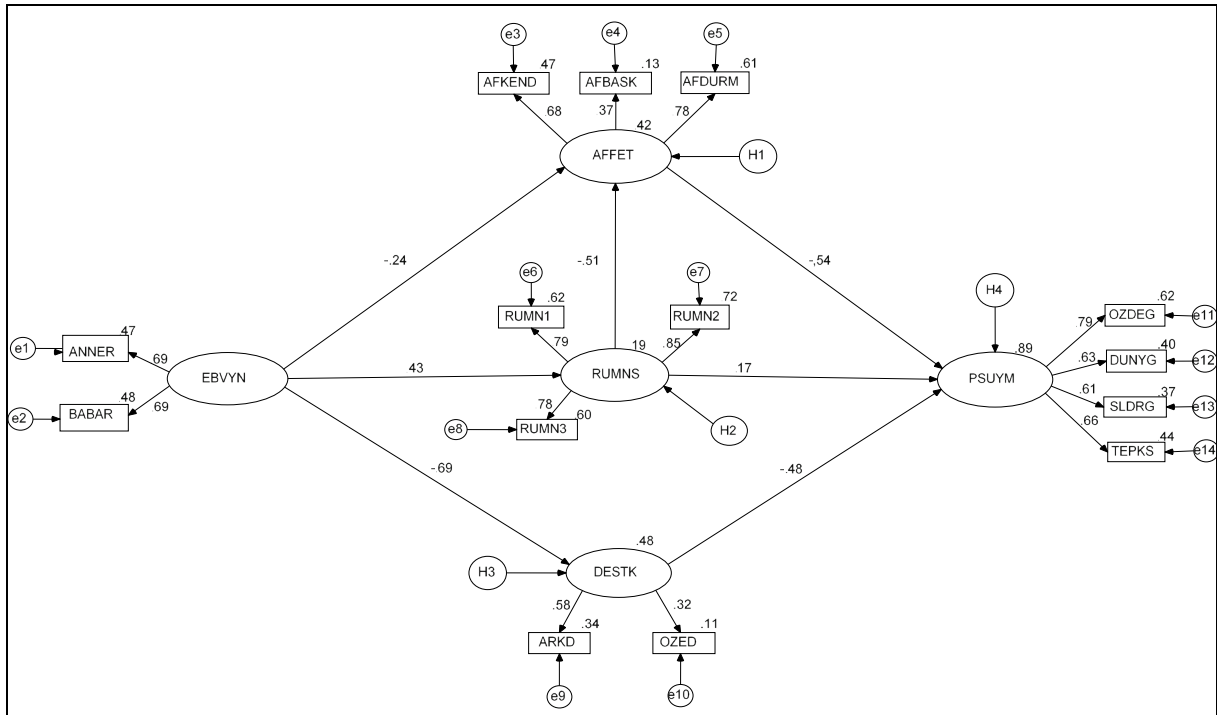 e3
e4
e5
.47
.13
.61
AFKEND
AFBASK
AFDURM
.68
37
78
42
AFFET
H1
-.24
-.51
-,54
e6
e7
.62
72
RUMN1
RUMN2
.79
.85
H4
.62
OZDEG
e11
.79
47
ANNER
e1
69
EBVYN
43
19
RUMNS
.17
.89
PSUYM
.63
.40
DUNYG
e12
48
BABAR
e2
.69
78
.60
RUMN3
e8
H2
.61
.37
SLDRG
e13
.66
44
TEPKS
e14
-.69
-.48
.48
H3
DESTK
.58
.32
.34
.11
ARKD
OZED
e9
e10